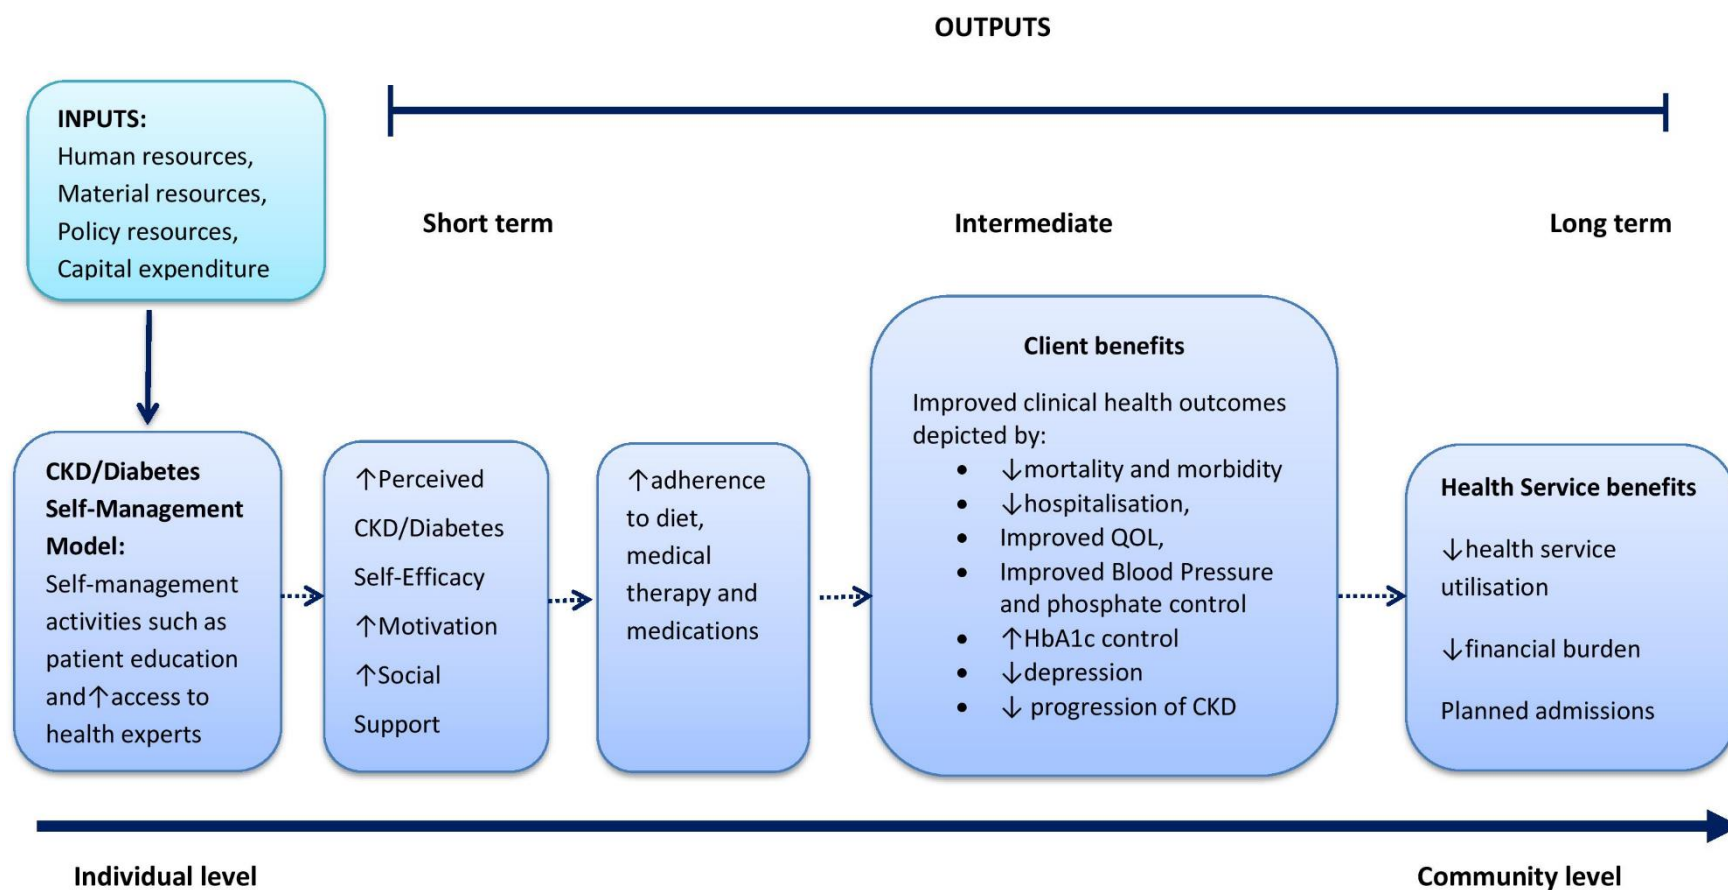 OUTPUTS
INPUTS:
Human resources,
Material resources,
Policy resources,
Capital expenditure
Short term
Intermediate
Long term
CKD/Diabetes
Self-Management
Model:
Self-management
activities such as
patient education
and↑access to
health experts
↑Perceived
CKD/Diabetes
Self-Efficacy
↑Motivation
↑Social
Support
↑adherence
to diet,
medical
therapy and
medications
Client benefits
Improved clinical health outcomes
depicted by:
• ↓mortality and morbidity
• ↓hospitalisation,
• Improved QOL,
• Improved Blood Pressure
and phosphate control
• ↑HbA1c control
• ↓depression
• ↓ progression of CKD
Health Service benefits
↓health service
utilisation
↓financial burden
Planned admissions
Individual level
Community level